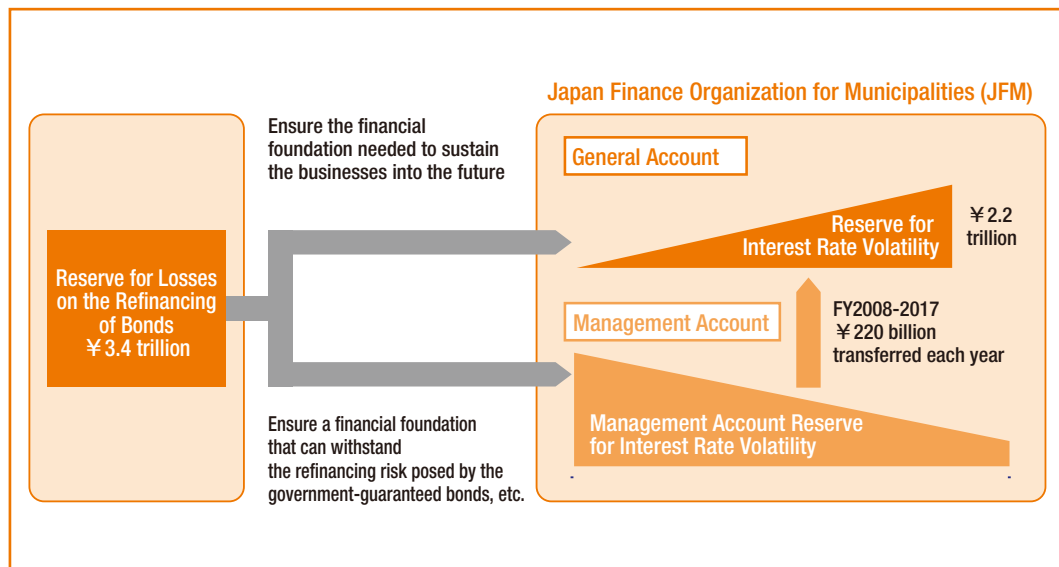 Japan Finance Organization for Municipalities (JFM)
Ensure the financial
foundation needed to sustain
the businesses into the future
General Account
Reserve for
Interest Rate Volatility
¥2.2
trillion
Reserve for Losses
on the Refinancing
of Bonds
¥3.4 trillion
Management Account
FY2008-2017
¥220 billion
transferred each year
Ensure a financial foundation
that can withstand
the refinancing risk posed by the
government-guaranteed bonds, etc.
Management Account Reserve
for Interest Rate Volatility